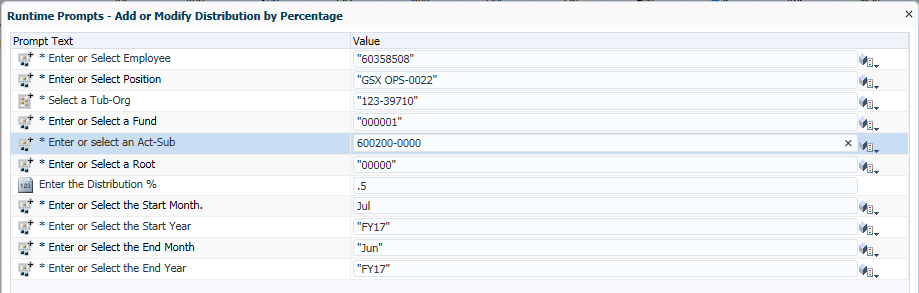 Runtime Prompts - Add or Modify Distribution by Percentage
Prompt Text Value
* Enter or Select Employee "60358508"
* Enter or Select Position "GSX OPS-0022"
* Select a Tub-Org "123-39710"
* Enter or Select a Fund "000001"
* Enter or select an Act-Sub 600200-0000
* Enter or Select a Root "00000"
123 Enter the Distribution % .5
* Enter or Select the Start Month. Jul
* Enter or Select the Start Year "FY17"
* Enter or Select the End Month "Jun"
* Enter or Select the End Year "FY17"